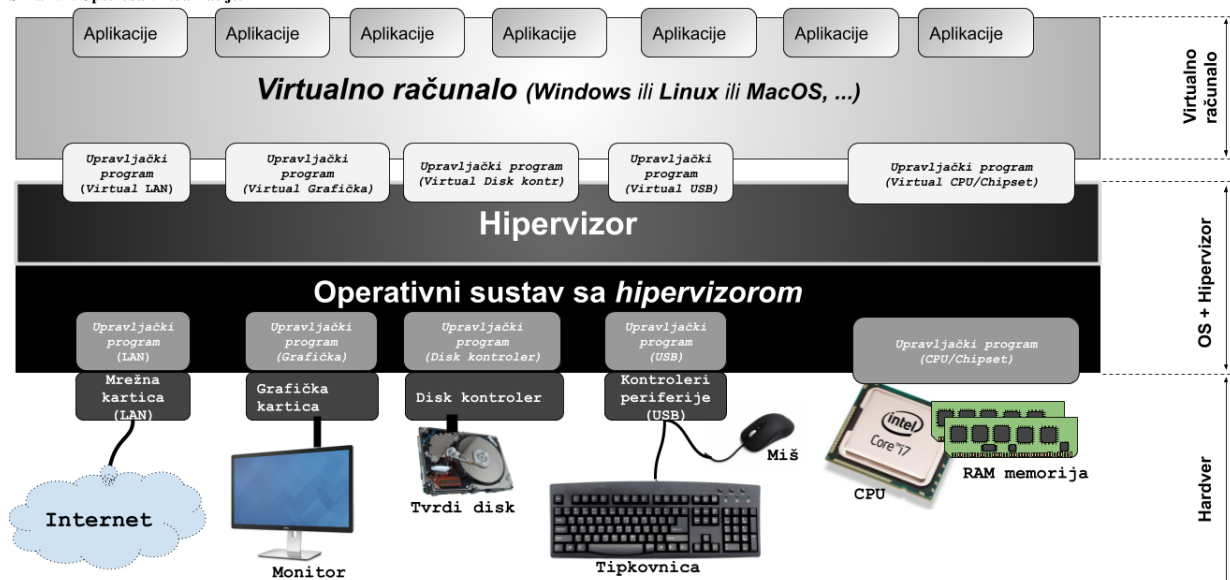 Aplikacije Aplikacije Aplikacije Aplikacije Aplikacije Aplikacije Aplikacije
Virtualno računalo (Windows ili Linux ili MacOS, ...)
Virtualno
računalo
Upravljački
program
(Virtual LAN)
Upravljački
program
(Virtual Grafička)
Upravljački program
(Virtual Disk kontr)
Upravljački
program
(Virtual USB)
Upravljački program
(Virtual CPU/Chipset)
Hipervizor
OS + Hipervizor
Operativni sustav sa hipervizorom
Upravljački
program
(LAN)
Upravljački
program
(Grafička)
Upravljački
program
(Disk kontroler)
Upravljački
program
(USB)
Upravljački program
(CPU/Chipset)
Mrežna
kartica
(LAN)
Grafička
kartica
Disk kontroler
Kontroleri
periferije
(USB)
Hardver
intel
Core i7
Miš
RAM memorija
CPU
Internet
Tvrdi disk
Monitor
Tipkovnica